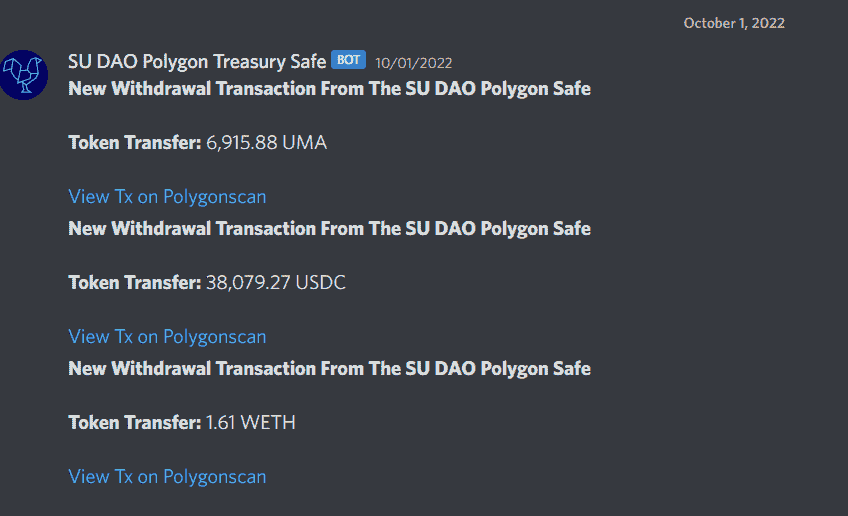 October 1, 2022
SU DAO Polygon Treasury Safe BOT 10/01/2022
New Withdrawal Transaction From The SU DAO Polygon Safe
Token Transfer: 6,915.88 UMA
View Tx on Polygonscan
New Withdrawal Transaction From The SU DAO Polygon Safe
Token Transfer: 38,079.27 USDC
View Tx on Polygonscan
New Withdrawal Transaction From The SU DAO Polygon Safe
Token Transfer: 1.61 WETH
View Tx on Polygonscan